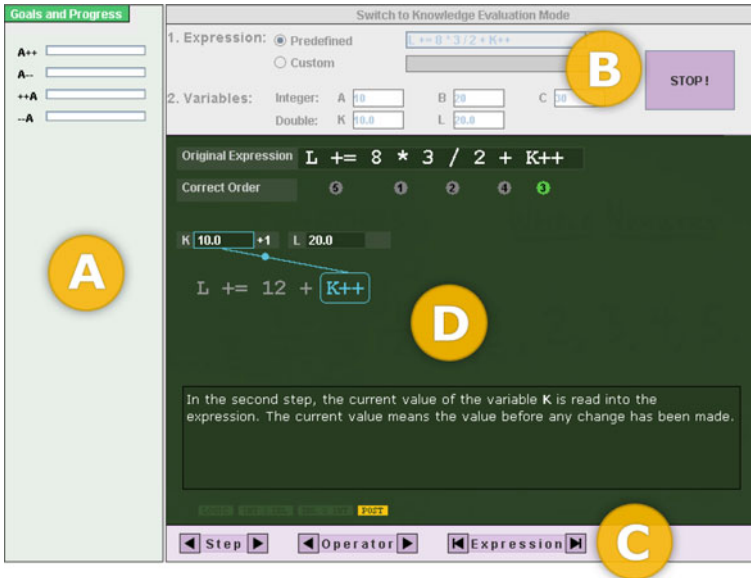 Goals and Progress
A++
A--
++A
--A
A
Switch to Knowledge Evaluation Mode
1. Expression: Predefined L += 8 * 3 / 2 + K++
Custom
B
STOP!
2. Variables: Integer: A 10 B 20 C 30
Double: K 10.0 L 20.0
Original Expression L += 8 * 3 / 2 + K++
Correct Order 5 1 2 4 3
K 10.0 +1 L 20.0
L += 12 + K++
D
2, 3, 4, 5
In the second step, the current value of the variable K is read into the
expression. The current value means the value before any change has been made.
POST
Step Operator Expression
C